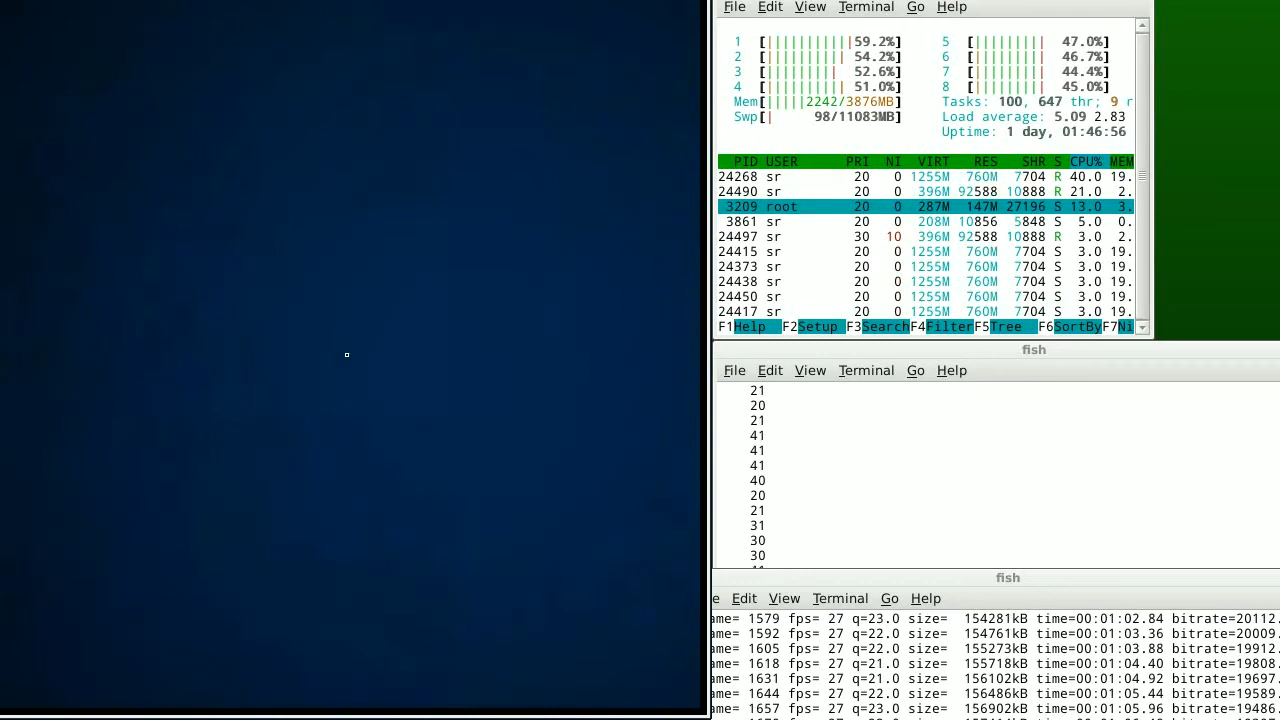 File Edit View Terminal Go Help
1 [||||||||||| 59.2%] 5 [||||||||| 47.0%]
2 [|||||||||| 54.2%] 6 [||||||||| 46.7%]
3 [||||||||| 52.6%] 7 [||||||||| 44.4%]
4 [|||||||||| 51.0%] 8 [||||||||| 45.0%]
Mem[|||||2242/3876MB] Tasks: 100, 647 thr; 9 r
Swp[| 98/11083MB] Load average: 5.09 2.83
Uptime: 1 day, 01:46:56
PID USER PRI NI VIRT RES SHR S CPU% MEM
24268 sr 20 0 1255M 760M 7704 R 40.0 19.
24490 sr 20 0 396M 92588 10888 R 21.0 2.
3209 root 20 0 287M 147M 27196 S 13.0 3.
3861 sr 20 0 208M 10856 5848 S 5.0 0.
24497 sr 30 10 396M 92588 10888 R 3.0 2.
24415 sr 20 0 1255M 760M 7704 S 3.0 19.
24373 sr 20 0 1255M 760M 7704 S 3.0 19.
24438 sr 20 0 1255M 760M 7704 S 3.0 19.
24450 sr 20 0 1255M 760M 7704 S 3.0 19.
24417 sr 20 0 1255M 760M 7704 S 3.0 19.
F1Help F2Setup F3SearchF4FilterF5Tree F6SortByF7Ni
fish
File Edit View Terminal Go Help
21
20
21
41
41
41
40
20
21
31
30
30
fish
e Edit View Terminal Go Help
ame= 1579 fps= 27 q=23.0 size= 154281kB time=00:01:02.84 bitrate=20112.
ame= 1592 fps= 27 q=22.0 size= 154761kB time=00:01:03.36 bitrate=20009.
ame= 1605 fps= 27 q=22.0 size= 155273kB time=00:01:03.88 bitrate=19912.
ame= 1618 fps= 27 q=21.0 size= 155718kB time=00:01:04.40 bitrate=19808.
ame= 1631 fps= 27 q=21.0 size= 156102kB time=00:01:04.92 bitrate=19697.
ame= 1644 fps= 27 q=22.0 size= 156486kB time=00:01:05.44 bitrate=19589.
ame= 1657 fps= 27 q=23.0 size= 156902kB time=00:01:05.96 bitrate=19486.